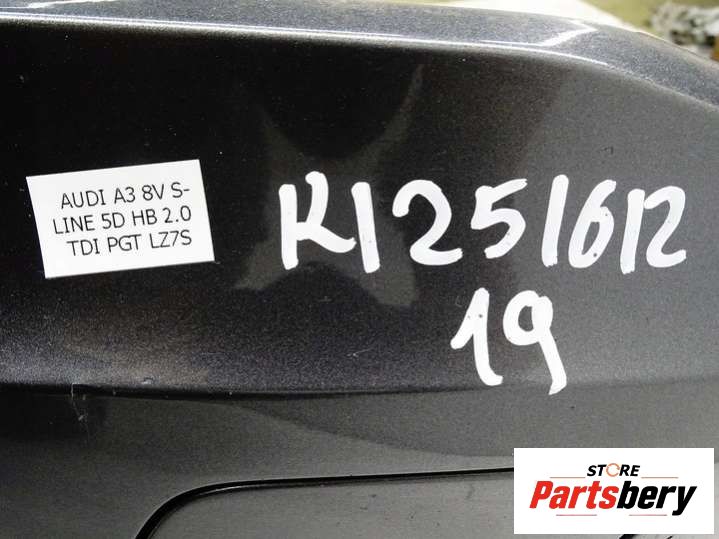 AUDI A3 8V S-
LINE 5D HB 2.0
TDI PGT LZ7S
K1251612
19
STORE
Partsbery